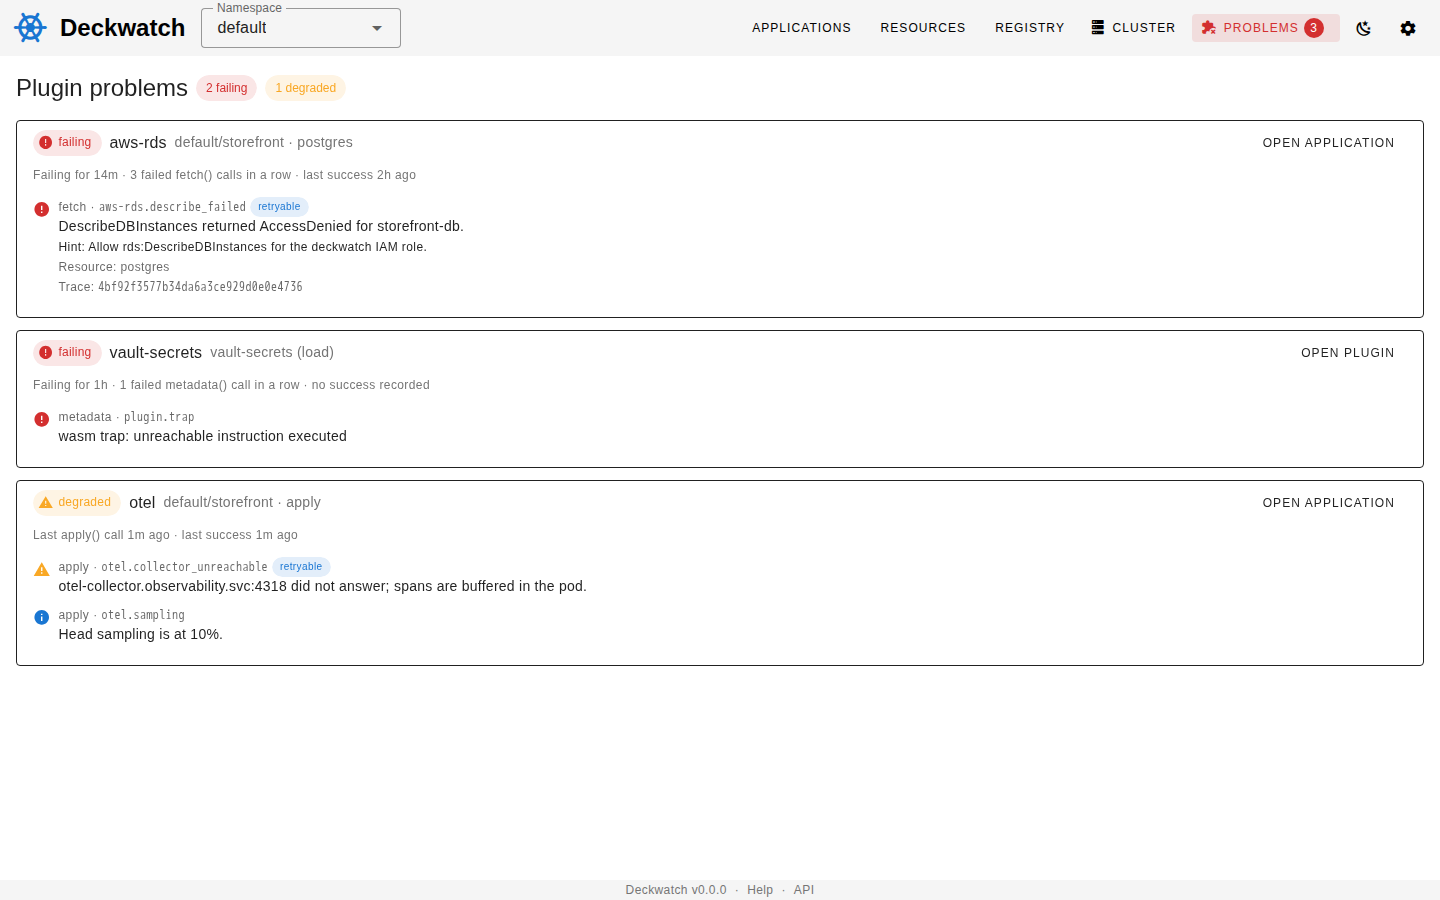 Deckwatch
Namespace
default
APPLICATIONS
RESOURCES
REGISTRY
CLUSTER
PROBLEMS 3
Plugin problems
2 failing
1 degraded
failing aws-rds default/storefront · postgres
OPEN APPLICATION
Failing for 14m · 3 failed fetch() calls in a row · last success 2h ago
fetch · aws-rds.describe_failed retryable
DescribeDBInstances returned AccessDenied for storefront-db.
Hint: Allow rds:DescribeDBInstances for the deckwatch IAM role.
Resource: postgres
Trace: 4bf92f3577b34da6a3ce929d0e0e4736
failing vault-secrets vault-secrets (load)
OPEN PLUGIN
Failing for 1h · 1 failed metadata() call in a row · no success recorded
metadata · plugin.trap
wasm trap: unreachable instruction executed
degraded otel default/storefront · apply
OPEN APPLICATION
Last apply() call 1m ago · last success 1m ago
apply · otel.collector_unreachable retryable
otel-collector.observability.svc:4318 did not answer; spans are buffered in the pod.
apply · otel.sampling
Head sampling is at 10%.
Deckwatch v0.0.0 · Help · API